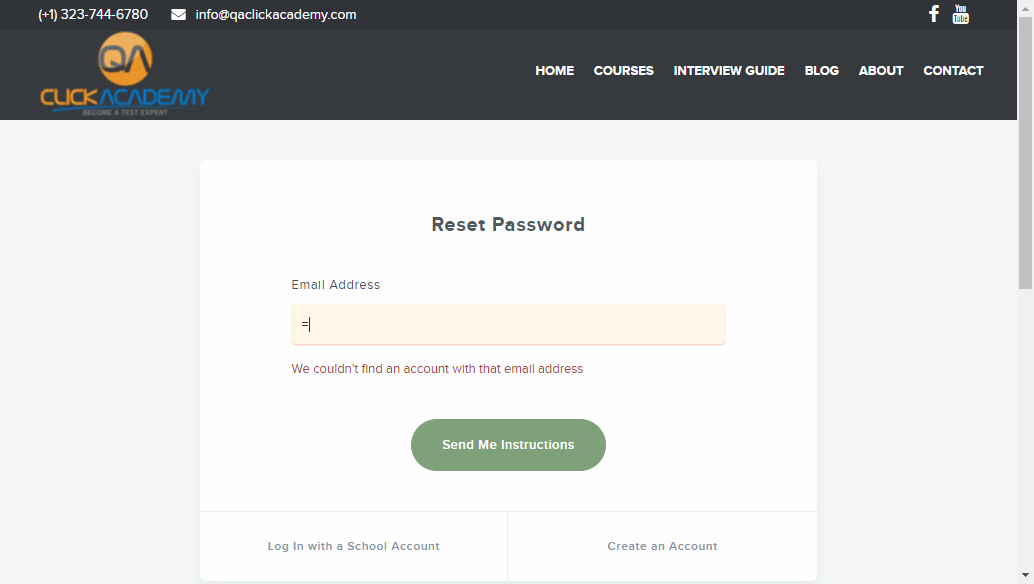 (+1) 323-744-6780 info@qaclickacademy.com You Tube
QA
CLICKACADEMY
BECOME A TEST EXPERT
HOME COURSES INTERVIEW GUIDE BLOG ABOUT CONTACT
Reset Password
Email Address
=
We couldn't find an account with that email address
Send Me Instructions
Log In with a School Account Create an Account